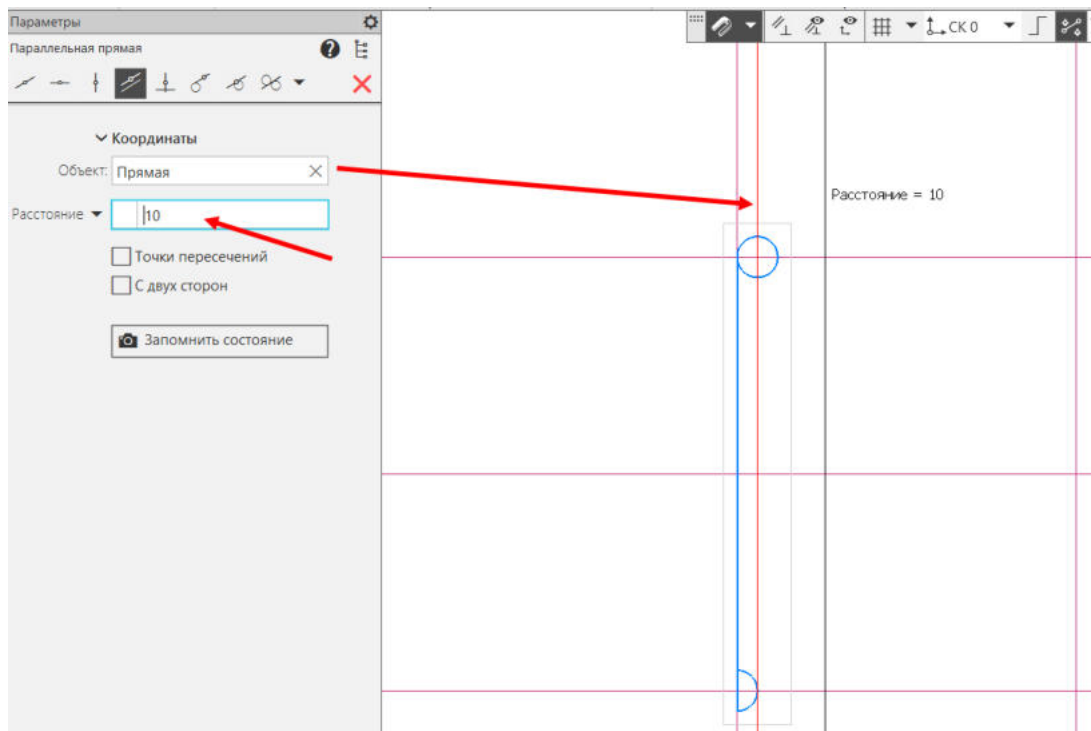 Параметры
Параллельная прямая
Координаты
Объект: Прямая
Расстояние 10
Точки пересечений
С двух сторон
Запомнить состояние
СК 0
Расстояние = 10